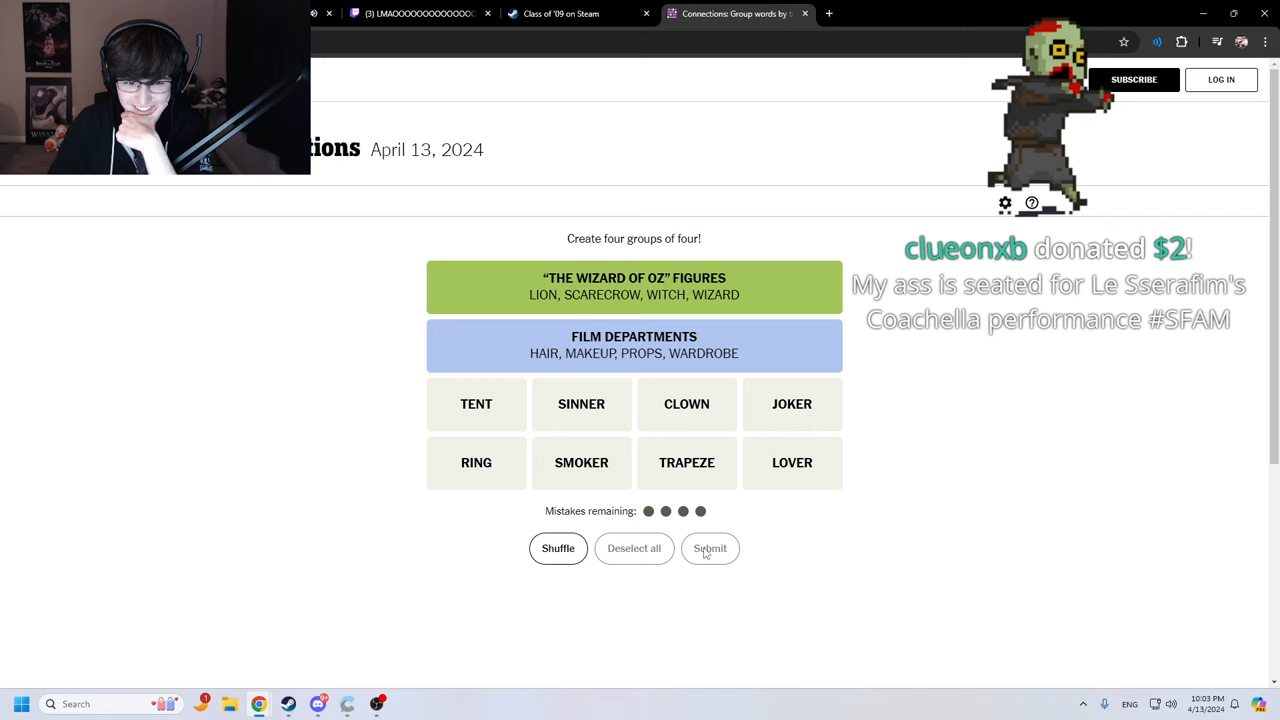 (3) LMAOOOOOOOOOOOO
Class of '09 on Steam
Connections: Group words by t
SUBSCRIBE
LOG IN
tions April 13, 2024
clueonxb donated $2!
My ass is seated for Le Sserafim's
Coachella performance #SFAM
Create four groups of four!
“THE WIZARD OF OZ” FIGURES
LION, SCARECROW, WITCH, WIZARD
FILM DEPARTMENTS
HAIR, MAKEUP, PROPS, WARDROBE
TENT SINNER CLOWN JOKER
RING SMOKER TRAPEZE LOVER
Mistakes remaining:
Shuffle Deselect all Submit
Search
1
9+
ENG
10:03 PM
4/13/2024